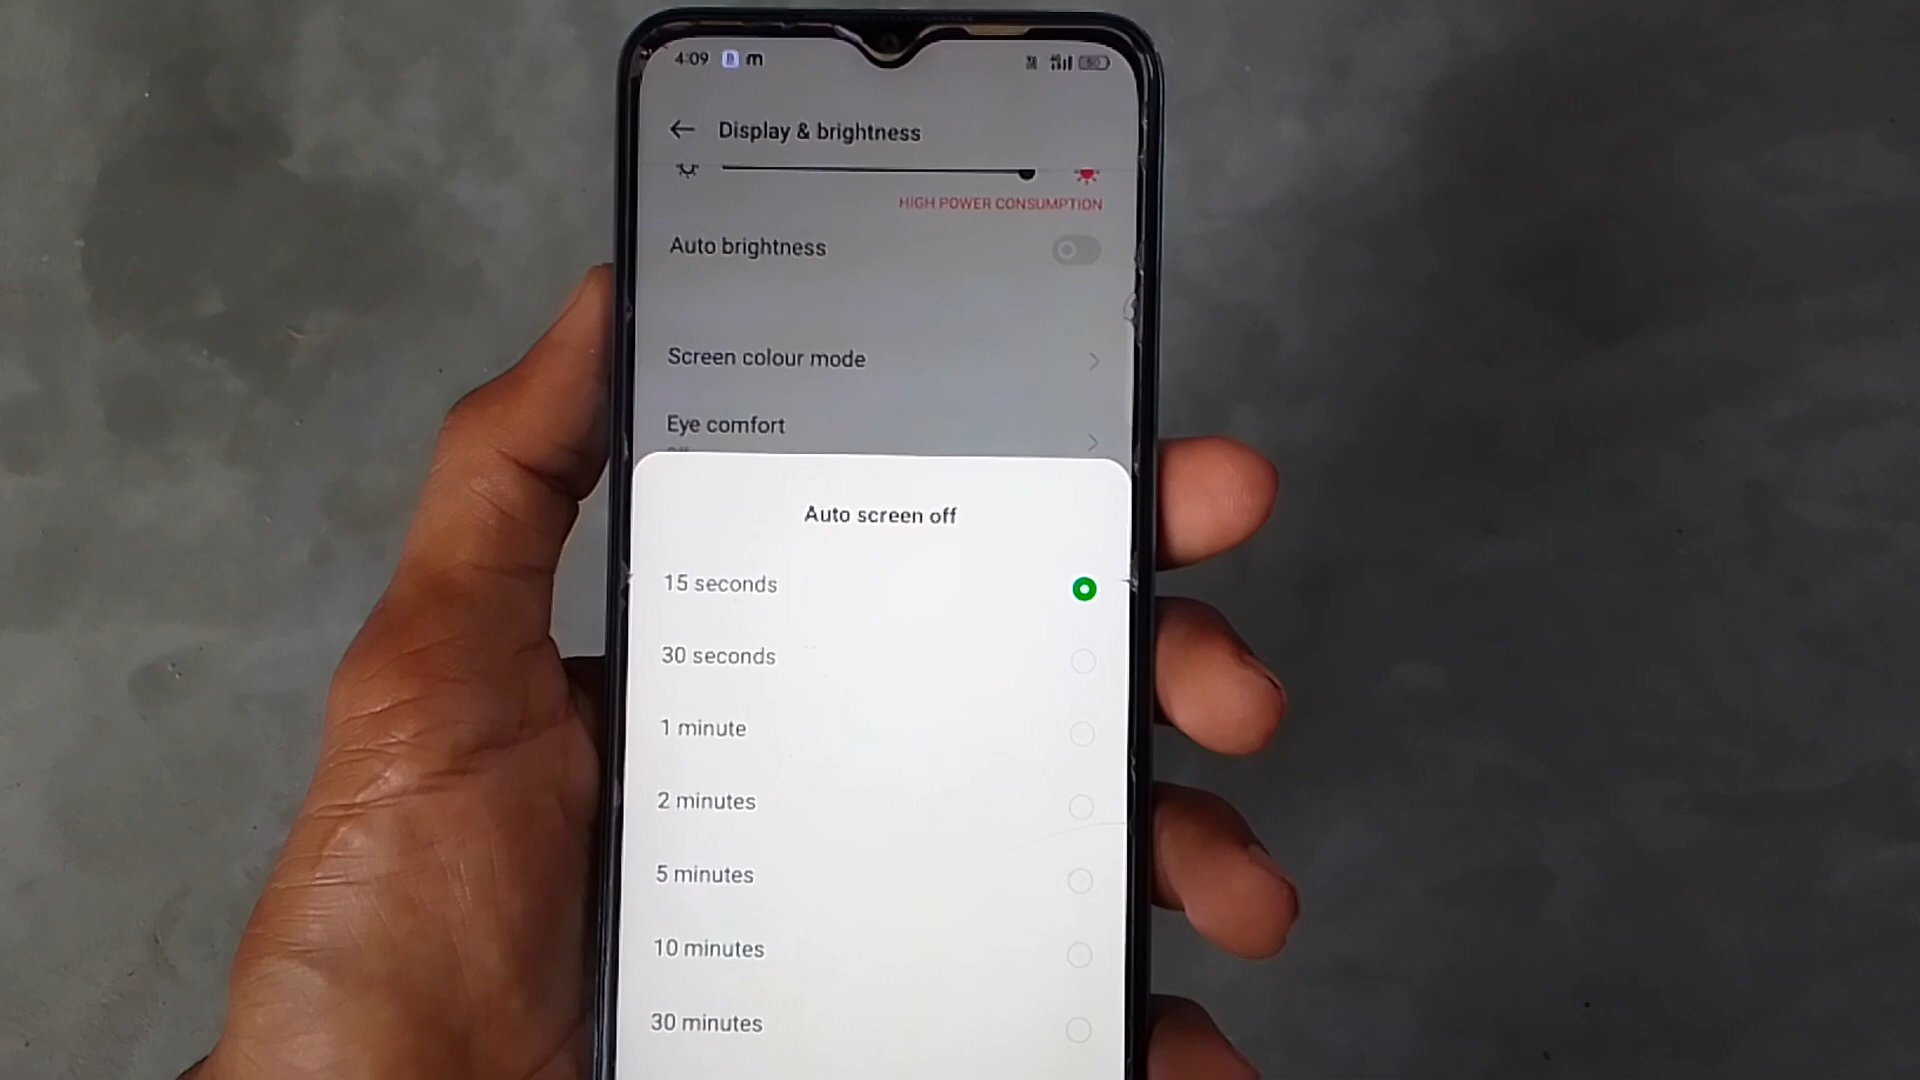 4:09 m
Display & brightness
HIGH POWER CONSUMPTION
Auto brightness
Screen colour mode
Eye comfort
Auto screen off
15 seconds
30 seconds
1 minute
2 minutes
5 minutes
10 minutes
30 minutes